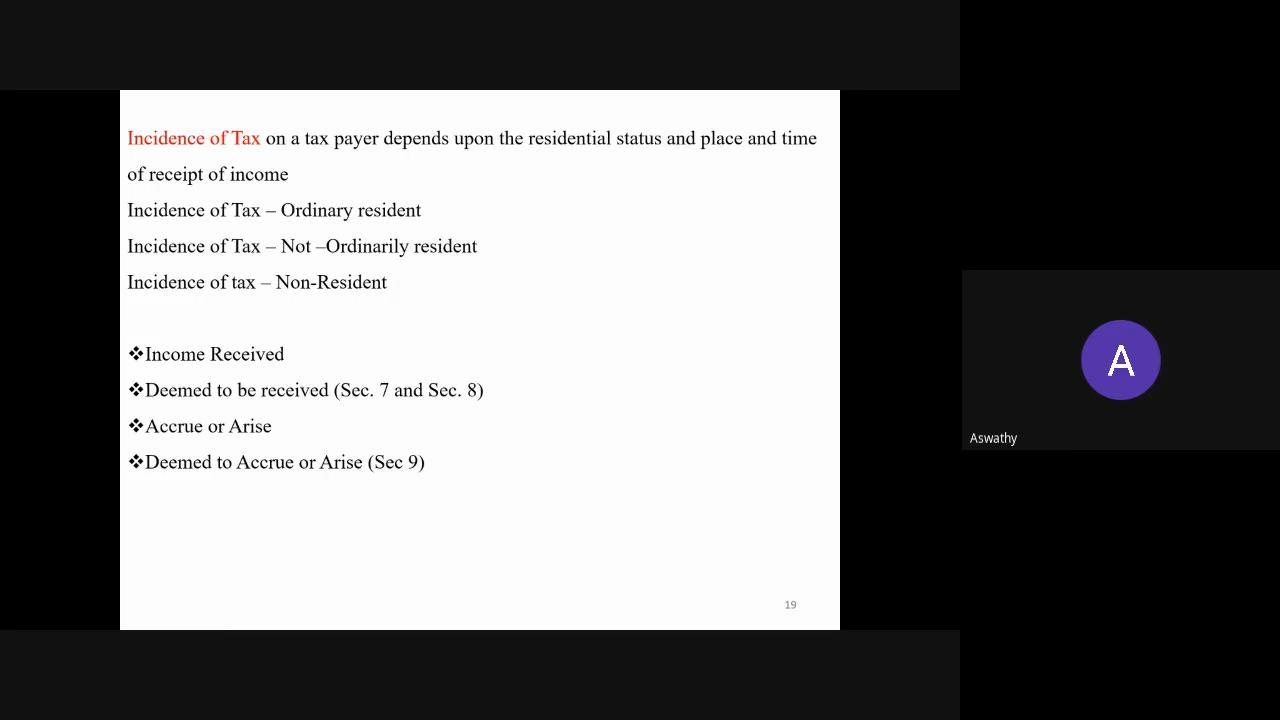 Incidence of Tax on a tax payer depends upon the residential status and place and time
of receipt of income
Incidence of Tax – Ordinary resident
Incidence of Tax – Not –Ordinarily resident
Incidence of tax – Non-Resident
❖Income Received
❖Deemed to be received (Sec. 7 and Sec. 8)
❖Accrue or Arise
❖Deemed to Accrue or Arise (Sec 9)
19
A
Aswathy